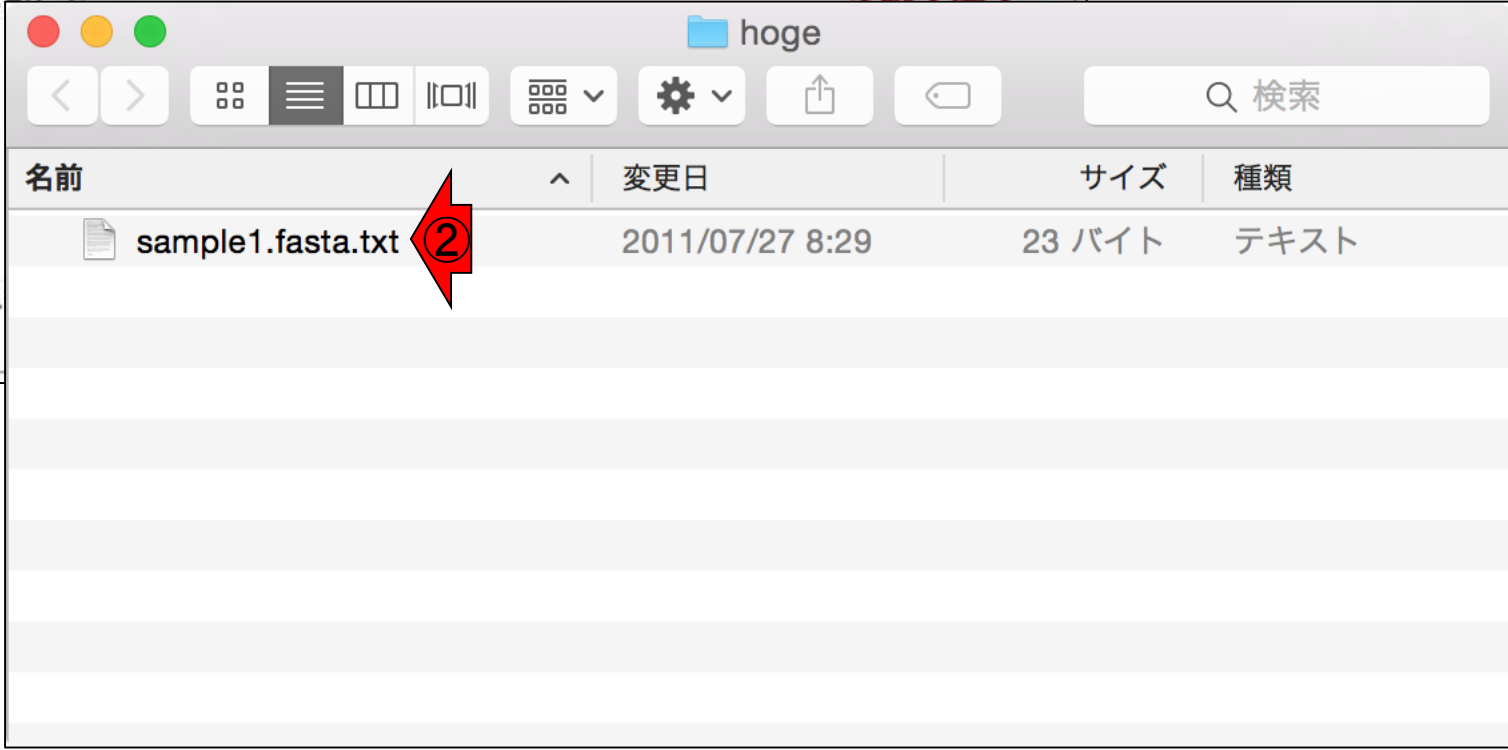 hoge
検索
名前 変更日 サイズ 種類
sample1.fasta.txt ② 2011/07/27 8:29 23 バイト テキスト